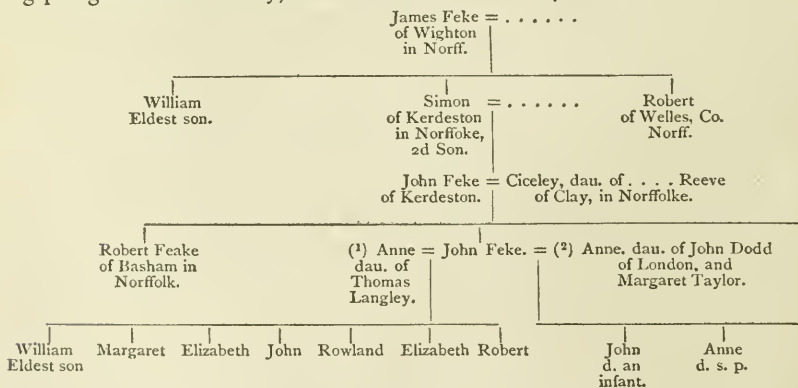 James Feke = . . . . . .
of Wighton
in Norff.
William
Eldest son.
Simon = . . . . . .
of Kerdeston
in Norffoke,
2d Son.
Robert
of Welles, Co.
Norff.
John Feke = Ciceley, dau. of . . . . Reeve
of Kerdeston. of Clay, in Norffolke.
Robert Feake
of Basham in
Norffolk.
(¹) Anne = John Feke. = (²) Anne, dau. of John Dodd
dau. of
Thomas
Langley.
of London, and
Margaret Taylor.
William
Eldest son
Margaret
Elizabeth
John
Rowland
Elizabeth
Robert
John
d. an
infant.
Anne
d. s. p.